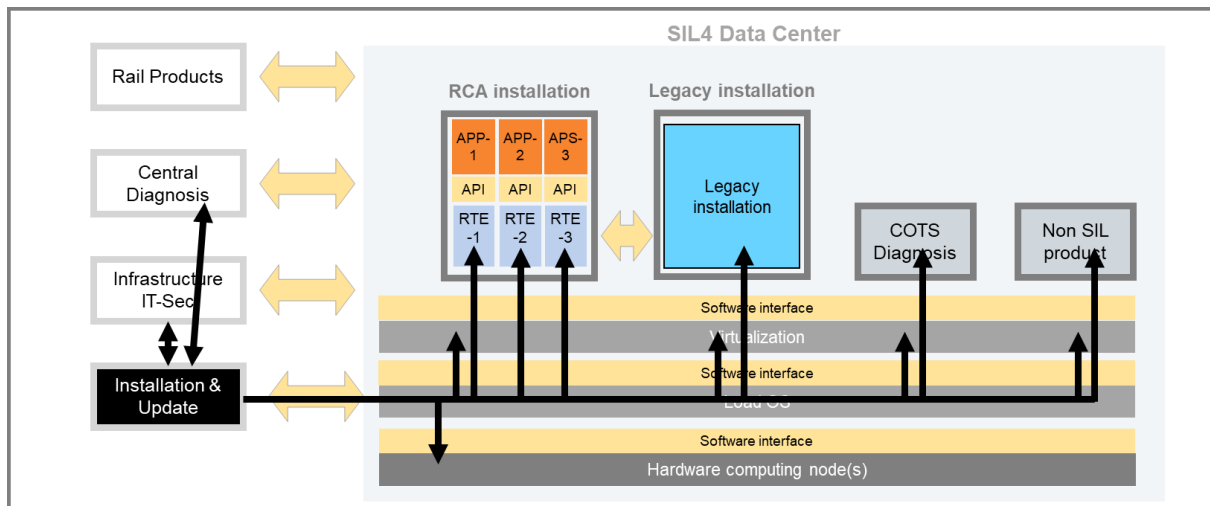 SIL4 Data Center
Rail Products
RCA installation
Legacy installation
APP-
1
APP-
2
APS-
3
Central
Diagnosis
API
API
API
Legacy
installation
RTE
-1
RTE
-2
RTE
-3
COTS
Diagnosis
Non SIL
product
Infrastructure
IT-Sec
Software interface
Virtualization
Installation &
Update
Software interface
Load OS
Software interface
Hardware computing node(s)